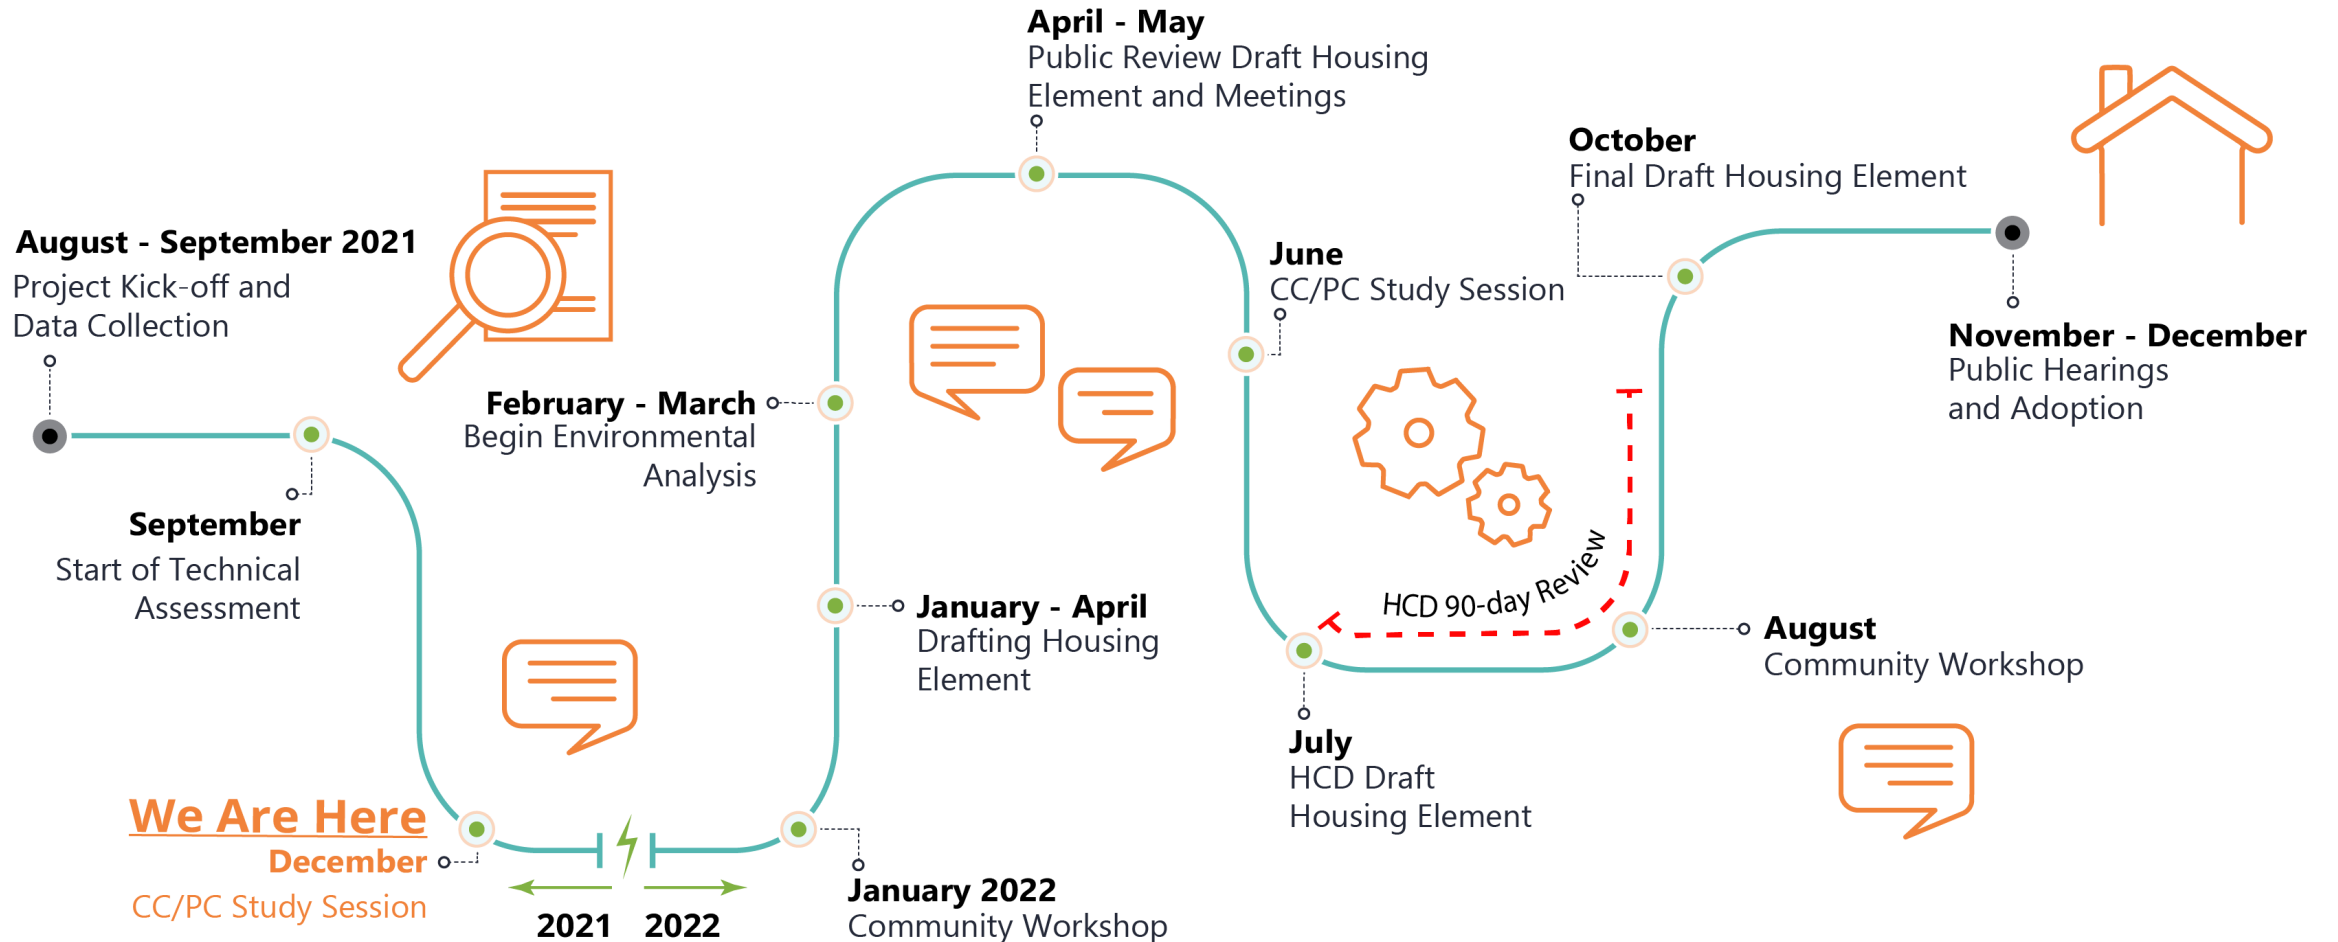 August - September 2021
Project Kick-off and
Data Collection
September
Start of Technical
Assessment
We Are Here
December
CC/PC Study Session
2021
2022
January 2022
Community Workshop
January - April
Drafting Housing
Element
February - March
Begin Environmental
Analysis
April - May
Public Review Draft Housing
Element and Meetings
June
CC/PC Study Session
July
HCD Draft
Housing Element
HCD 90-day Review
August
Community Workshop
October
Final Draft Housing Element
November - December
Public Hearings
and Adoption